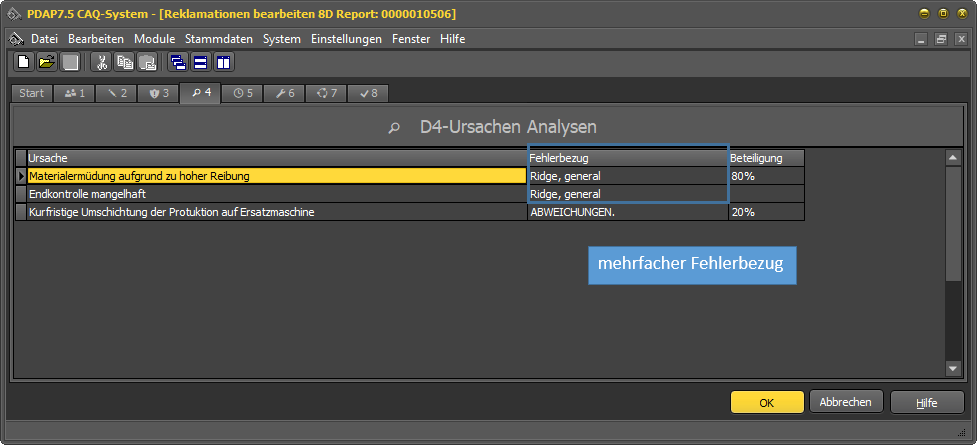 PDAP7.5 CAQ-System - [Reklamationen bearbeiten 8D Report: 0000010506]
Datei Bearbeiten Module Stammdaten System Einstellungen Fenster Hilfe
Start 1 2 3 4 5 6 7 8
D4-Ursachen Analysen
Ursache Fehlerbezug Beteiligung
Materialermüdung aufgrund zu hoher Reibung Ridge, general 80%
Endkontrolle mangelhaft Ridge, general
Kurfristige Umschichtung der Protuktion auf Ersatzmaschine ABWEICHUNGEN. 20%
mehrfacher Fehlerbezug
OK Abbrechen Hilfe